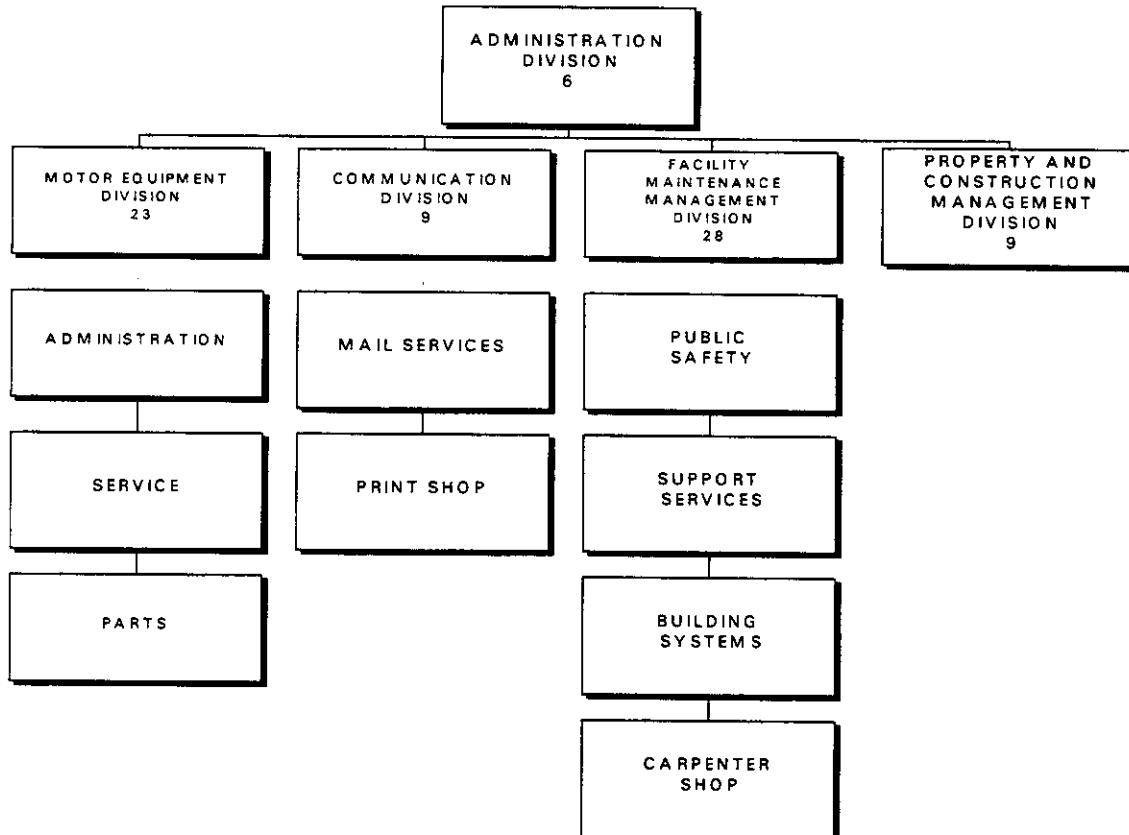 ADMINISTRATION
DIVISION
6
MOTOR EQUIPMENT
DIVISION
23
COMMUNICATION
DIVISION
9
FACILITY
MAINTENANCE
MANAGEMENT
DIVISION
28
PROPERTY AND
CONSTRUCTION
MANAGEMENT
DIVISION
9
ADMINISTRATION
MAIL SERVICES
PUBLIC
SAFETY
SERVICE
PRINT SHOP
SUPPORT
SERVICES
PARTS
BUILDING
SYSTEMS
CARPENTER
SHOP